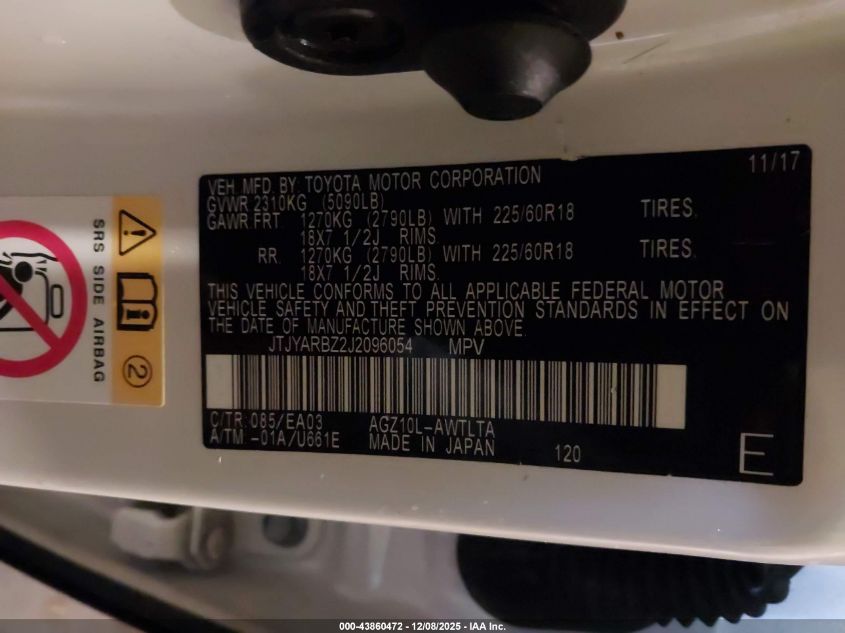 11/17
VEH. MFD. BY: TOYOTA MOTOR CORPORATION
GVWR 2310KG (5090LB)
GAWR FRT. 1270KG (2790LB) WITH 225/60R18 TIRES.
18X7 1/2J RIMS.
RR. 1270KG (2790LB) WITH 225/60R18 TIRES.
18X7 1/2J RIMS.
THIS VEHICLE CONFORMS TO ALL APPLICABLE FEDERAL MOTOR
VEHICLE SAFETY AND THEFT PREVENTION STANDARDS IN EFFECT ON
THE DATE OF MANUFACTURE SHOWN ABOVE.
JTJYARBZ2J2096054 MPV
C/TR:085/EA03 AGZ10L-AWTLTA
A/TM -01A/U661E MADE IN JAPAN 120
E
SRS SIDE AIRBAG
2
000-43860472 - 12/08/2025 - IAA Inc.